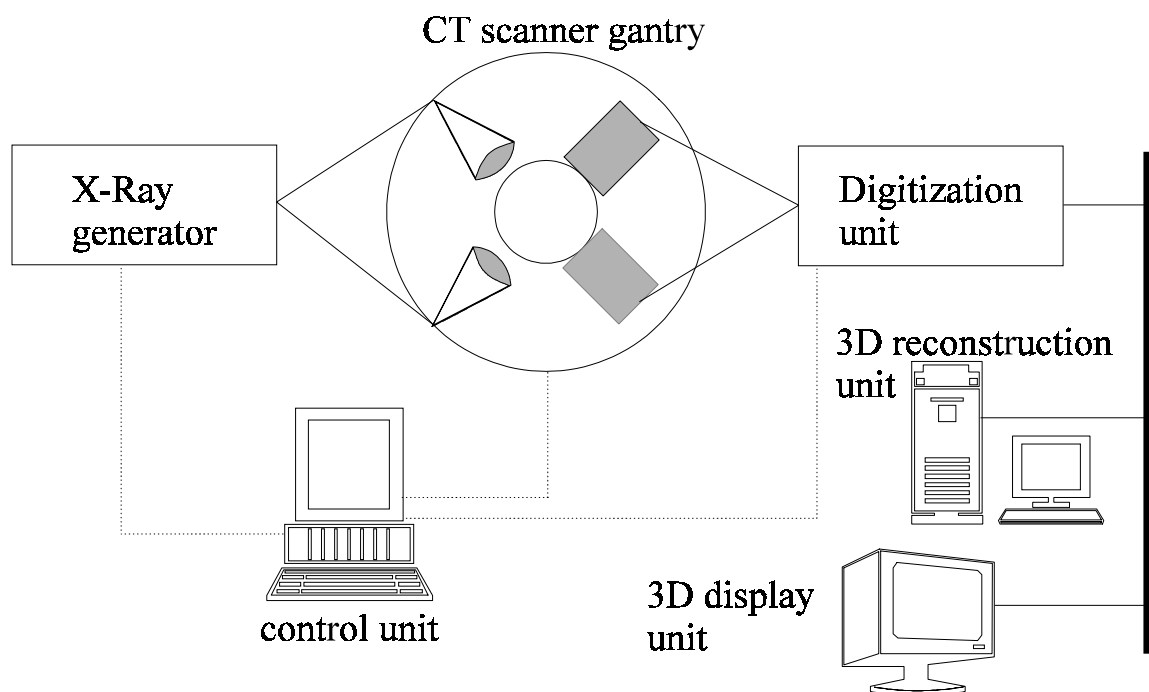 CT scanner gantry
X-Ray
generator
Digitization
unit
3D reconstruction
unit
control unit
3D display
unit